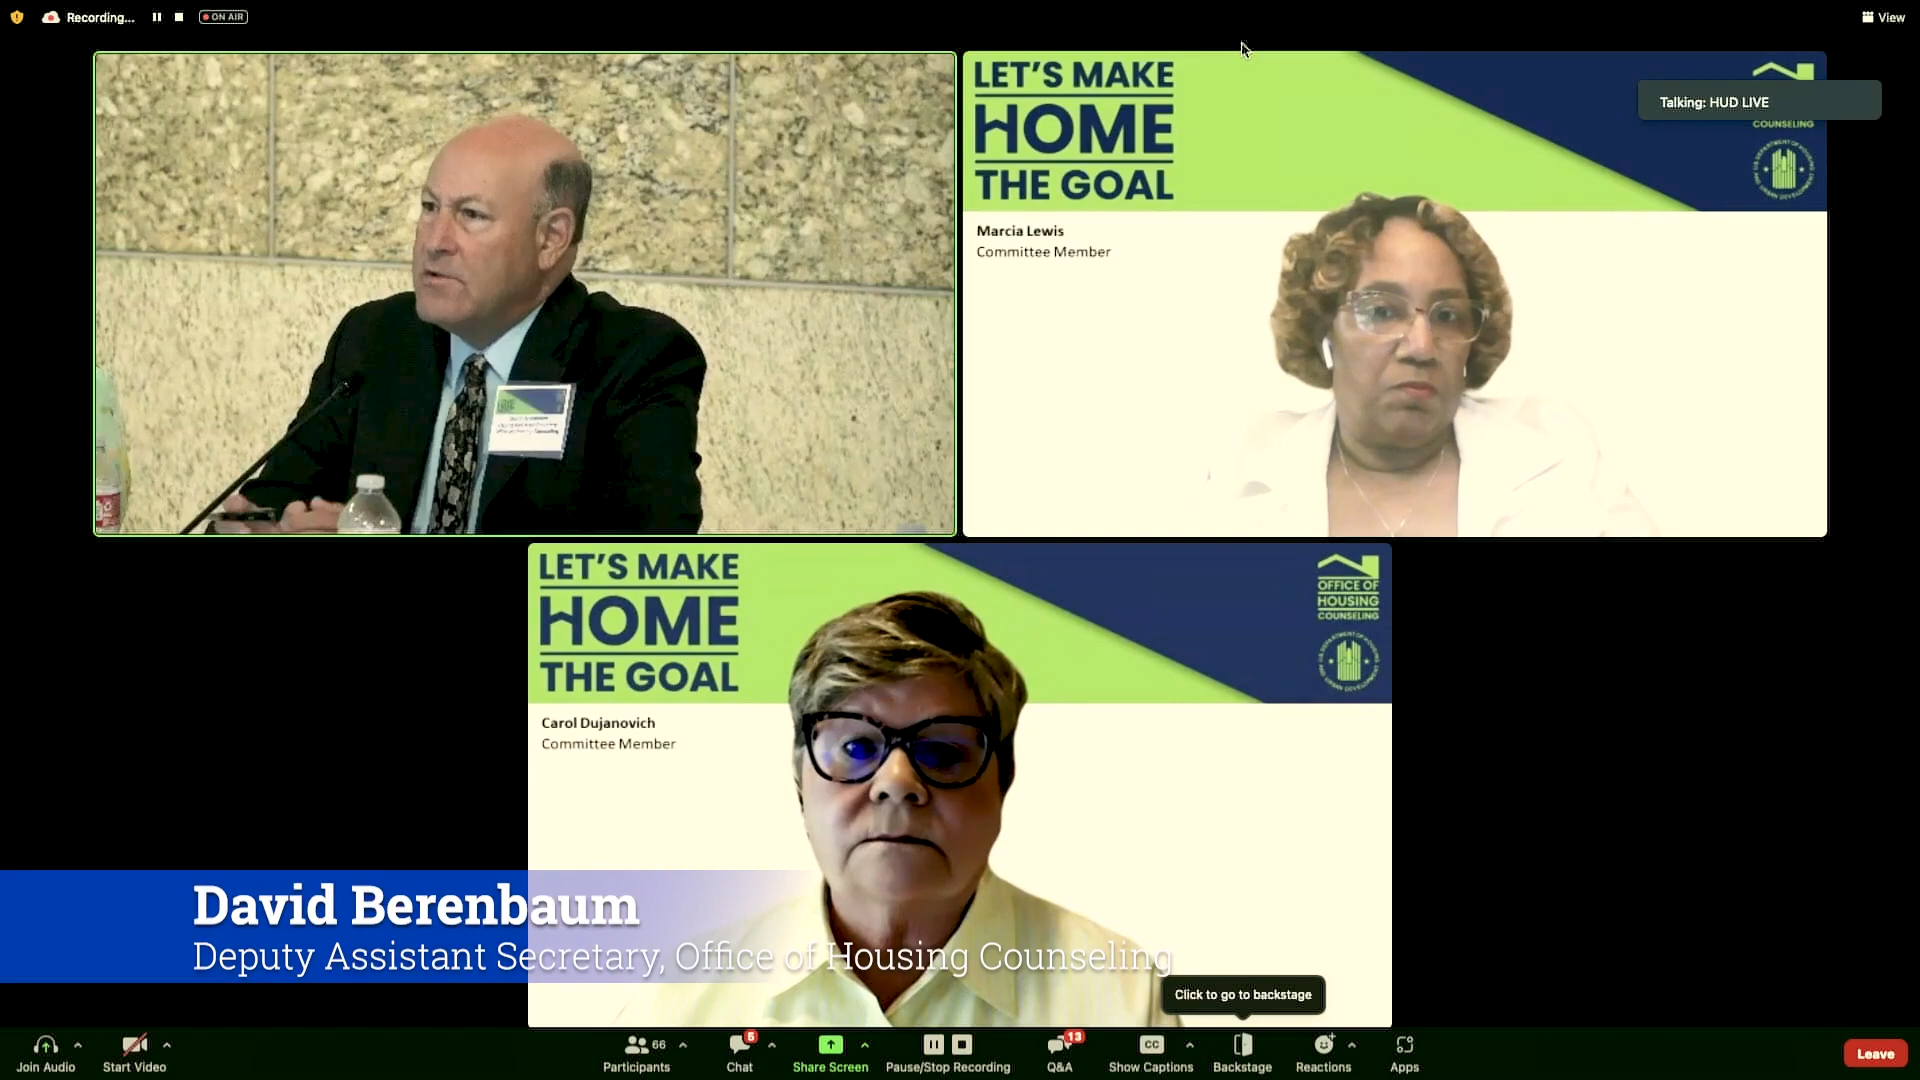 Recording...
ON AIR
View
LET'S MAKE
HOME
THE GOAL
Talking: HUD LIVE
COUNSELING
Marcia Lewis
Committee Member
LET'S MAKE
HOME
THE GOAL
OFFICE OF
HOUSING
COUNSELING
Carol Dujanovich
Committee Member
David Berenbaum
Deputy Assistant Secretary, Office of Housing Counseling
Click to go to backstage
Join Audio
Start Video
66
Participants
5
Chat
Share Screen
Pause/Stop Recording
13
Q&A
CC
Show Captions
Backstage
Reactions
Apps
Leave